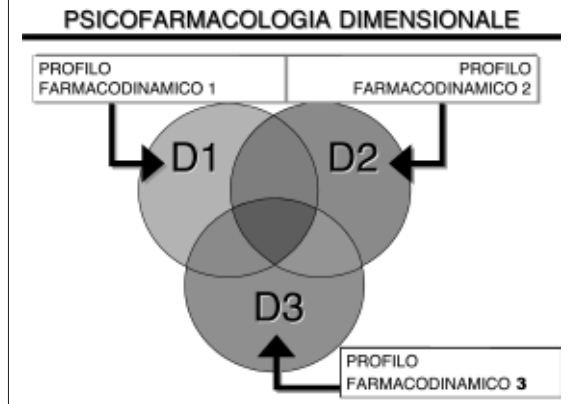 PSICOFARMACOLOGIA DIMENSIONALE
PROFILO
FARMACODINAMICO 1
PROFILO
FARMACODINAMICO 2
D1
D2
D3
PROFILO
FARMACODINAMICO 3